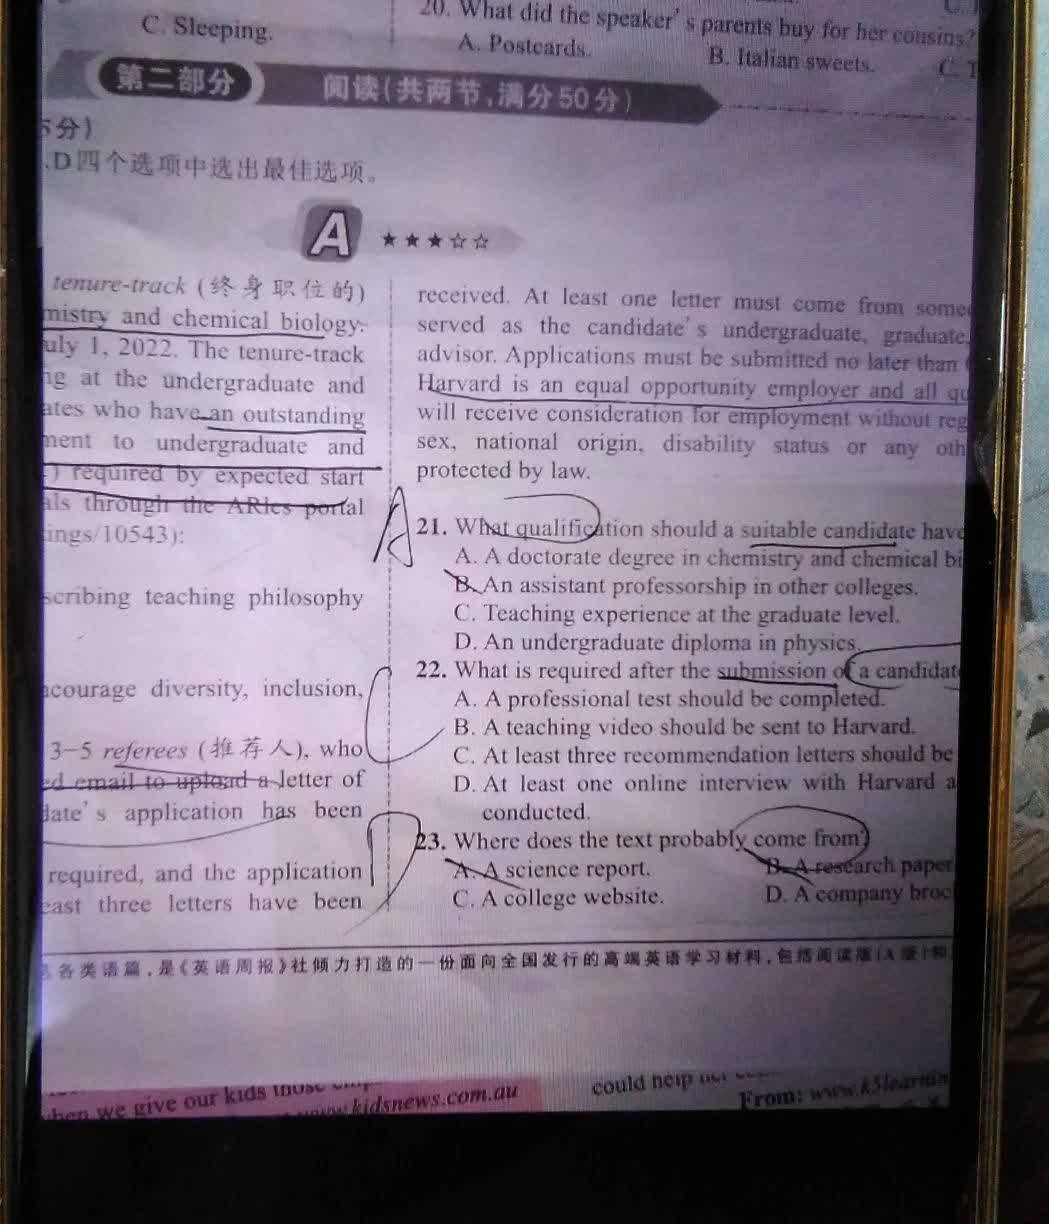 C. Sleeping.
20. What did the speaker's parents buy for her cousins?
A. Postcards.
B. Italian sweets.
C. T
第二部分
阅读(共两节,满分50分)
5分)
、D四个选项中选出最佳选项。
A ★★★☆☆
tenure-track (终身职位的)
mistry and chemical biology.
uly 1, 2022. The tenure-track
ng at the undergraduate and
ates who have an outstanding
ment to undergraduate and
) required by expected start
als through the ARIeS portal
ings/10543):
scribing teaching philosophy
courage diversity, inclusion,
3-5 referees (推荐人), who
ed email to upload a letter of
date's application has been
required, and the application
east three letters have been
received. At least one letter must come from some
served as the candidate's undergraduate, graduate,
advisor. Applications must be submitted no later than
Harvard is an equal opportunity employer and all qu
will receive consideration for employment without reg
sex, national origin, disability status or any oth
protected by law.
21. What qualification should a suitable candidate have
A. A doctorate degree in chemistry and chemical bi
B. An assistant professorship in other colleges.
C. Teaching experience at the graduate level.
D. An undergraduate diploma in physics.
22. What is required after the submission of a candidat
A. A professional test should be completed.
B. A teaching video should be sent to Harvard.
C. At least three recommendation letters should be
D. At least one online interview with Harvard a
conducted.
23. Where does the text probably come from?
A. A science report.
B. A research paper
C. A college website.
D. A company broc
各类语篇,是《英语周报》社倾力打造的一份面向全国发行的高端英语学习材料,包括阅读版(A版)和
hen we give our kids those
www.kidsnews.com.au
could help
From: www.k5learnin